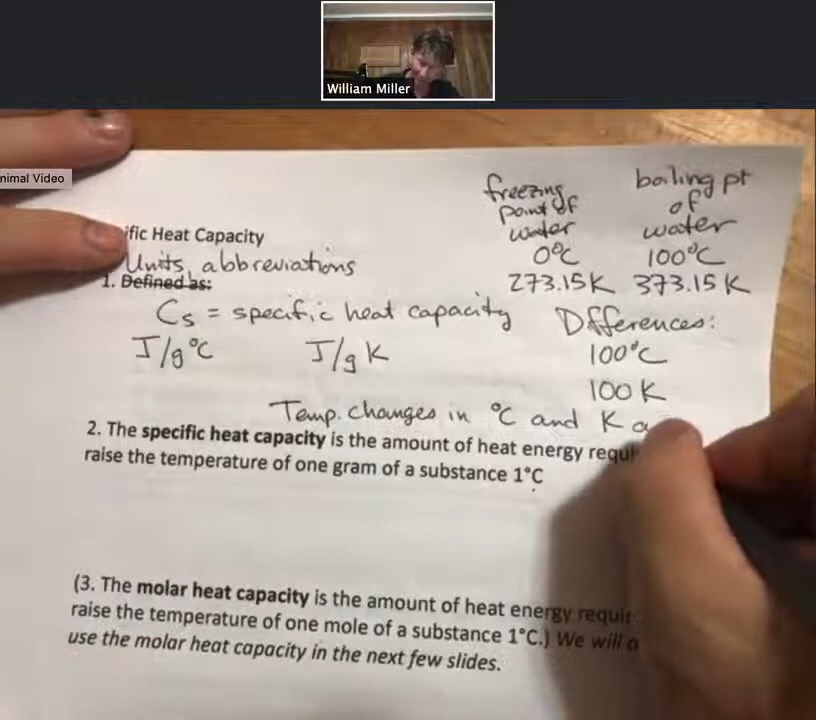 William Miller
nimal Video
freezing
point of
water
0°C
273.15K
boiling pt
of
water
100°C
373.15K
ific Heat Capacity
Units, abbreviations
1. Defined as:
Cs = specific heat capacity
J/g°C J/g K
Differences:
100°C
100 K
Temp. changes in °C and K a
2. The specific heat capacity is the amount of heat energy requi
raise the temperature of one gram of a substance 1°C
(3. The molar heat capacity is the amount of heat energy requir
raise the temperature of one mole of a substance 1°C.) We will
use the molar heat capacity in the next few slides.